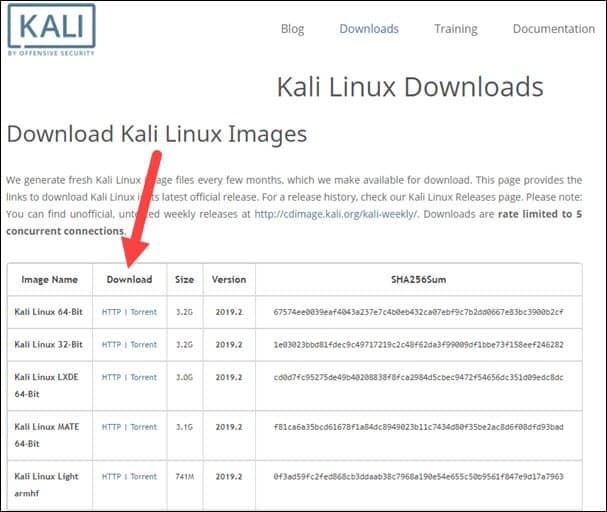 KALI
BY OFFENSIVE SECURITY
Blog Downloads Training Documentation
Kali Linux Downloads
Download Kali Linux Images
We generate fresh Kali Linux image files every few months, which we make available for download. This page provides the
links to download Kali Linux in its latest official release. For a release history, check our Kali Linux Releases page. Please note:
You can find unofficial, untested weekly releases at http://cdimage.kali.org/kali-weekly/. Downloads are rate limited to 5
concurrent connections.
Image Name Download Size Version SHA256Sum
Kali Linux 64-Bit HTTP | Torrent 3.2G 2019.2 67574ee0039eaf4043a237e7c4b0eb432ca07ebf9c7b2dd0667e83bc3900b2cf
Kali Linux 32-Bit HTTP | Torrent 3.2G 2019.2 1e03023bbd81fdec9c49717219c2c48f62da3f99009df1bbe73f158eef246282
Kali Linux LXDE HTTP | Torrent 3.0G 2019.2 cd0d7fc95275de49b40208838f8fca2984d5cbec9472f54656dc351d09edc8dc
64-Bit
Kali Linux MATE HTTP | Torrent 3.1G 2019.2 f81ca6a35bcd61678f1a84dc8949023b11c7434d80f35be2ac8d6f08dfd93bad
64-Bit
Kali Linux Light HTTP | Torrent 741M 2019.2 0f3ad59fc2fed868cb3ddaab38c7968a190e54e655c50b9561f847e9d17a7963
armhf